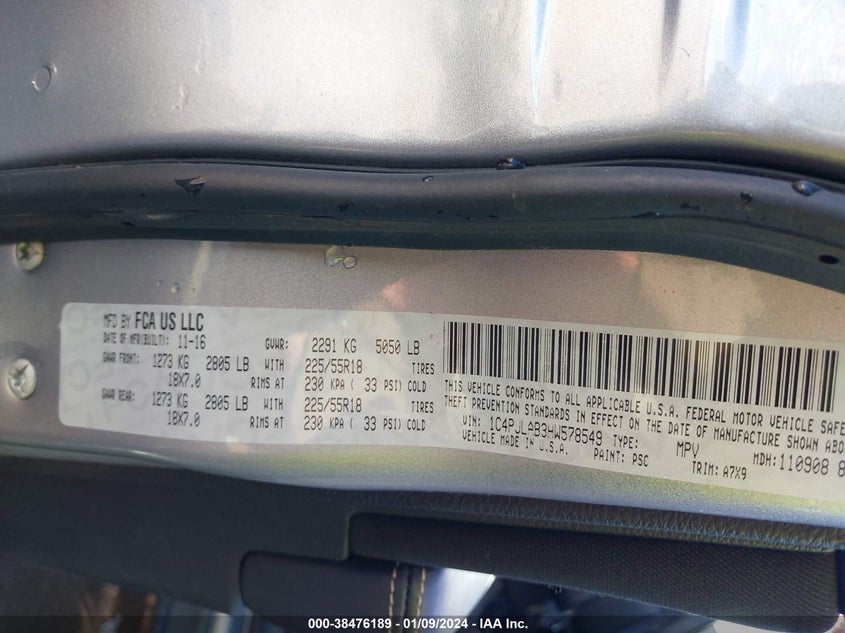 MFD BY FCA US LLC
DATE OF MFR(BUILT): 11-16 GVWR: 2291 KG 5050 LB
GAWR FRONT: 1273 KG 2805 LB WITH 225/55R18 TIRES
18X7.0 RIMS AT 230 KPA ( 33 PSI) COLD
GAWR REAR: 1273 KG 2805 LB WITH 225/55R18 TIRES
18X7.0 RIMS AT 230 KPA ( 33 PSI) COLD
THIS VEHICLE CONFORMS TO ALL APPLICABLE U.S.A. FEDERAL MOTOR VEHICLE SAFE
THEFT PREVENTION STANDARDS IN EFFECT ON THE DATE OF MANUFACTURE SHOWN ABO
VIN: 1C4PJLAB3HW578549 TYPE: MPV MDH: 110908 8
VEHICLE MADE IN U.S.A. PAINT: PSC TRIM: A7X9
000-38476189 - 01/09/2024 - IAA Inc.